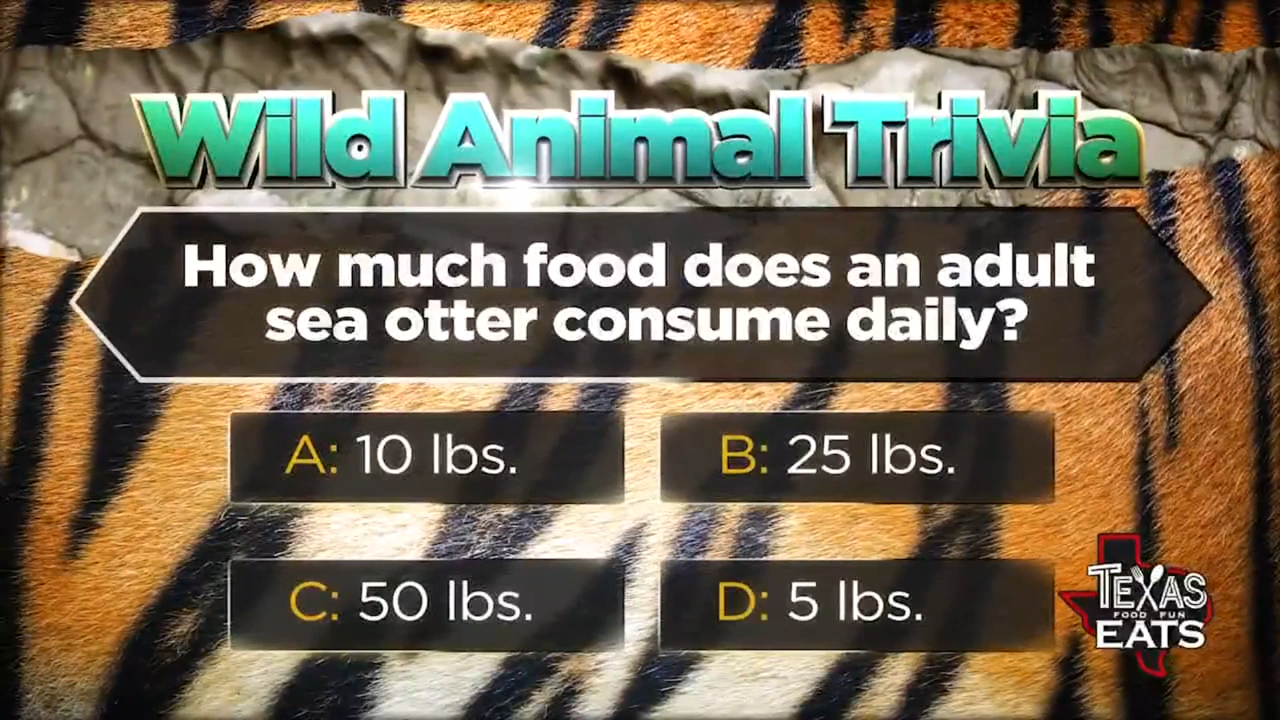 Wild Animal Trivia
How much food does an adult
sea otter consume daily?
A: 10 lbs.
B: 25 lbs.
C: 50 lbs.
D: 5 lbs.
TEXAS
FOOD FUN
EATS